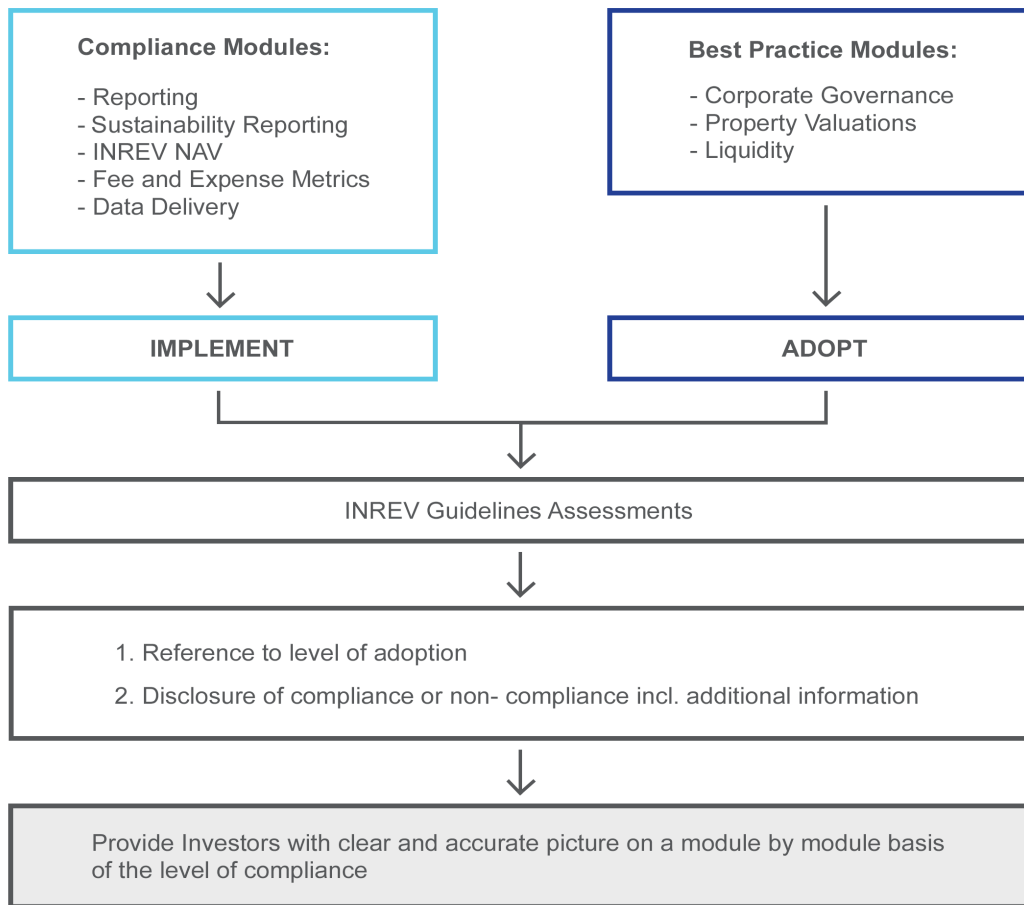 Compliance Modules:
- Reporting
- Sustainability Reporting
- INREV NAV
- Fee and Expense Metrics
- Data Delivery
Best Practice Modules:
- Corporate Governance
- Property Valuations
- Liquidity
IMPLEMENT
ADOPT
INREV Guidelines Assessments
1. Reference to level of adoption
2. Disclosure of compliance or non- compliance incl. additional information
Provide Investors with clear and accurate picture on a module by module basis
of the level of compliance